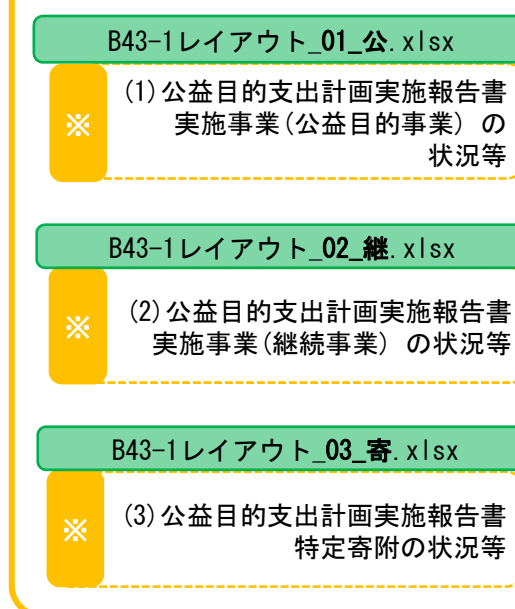 B43-1レイアウト_01_公.xlsx
※
(1)公益目的支出計画実施報告書
実施事業(公益目的事業) の
状況等
B43-1レイアウト_02_継.xlsx
※
(2)公益目的支出計画実施報告書
実施事業(継続事業) の状況等
B43-1レイアウト_03_寄.xlsx
※
(3)公益目的支出計画実施報告書
特定寄附の状況等